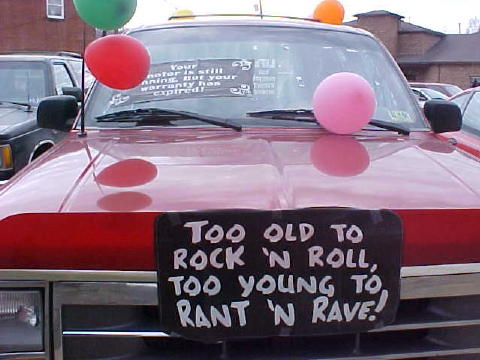 Your
motor is still
running, but your
warranty has
expired!
Too old to
Rock 'n Roll,
too young to
Rant 'n Rave!